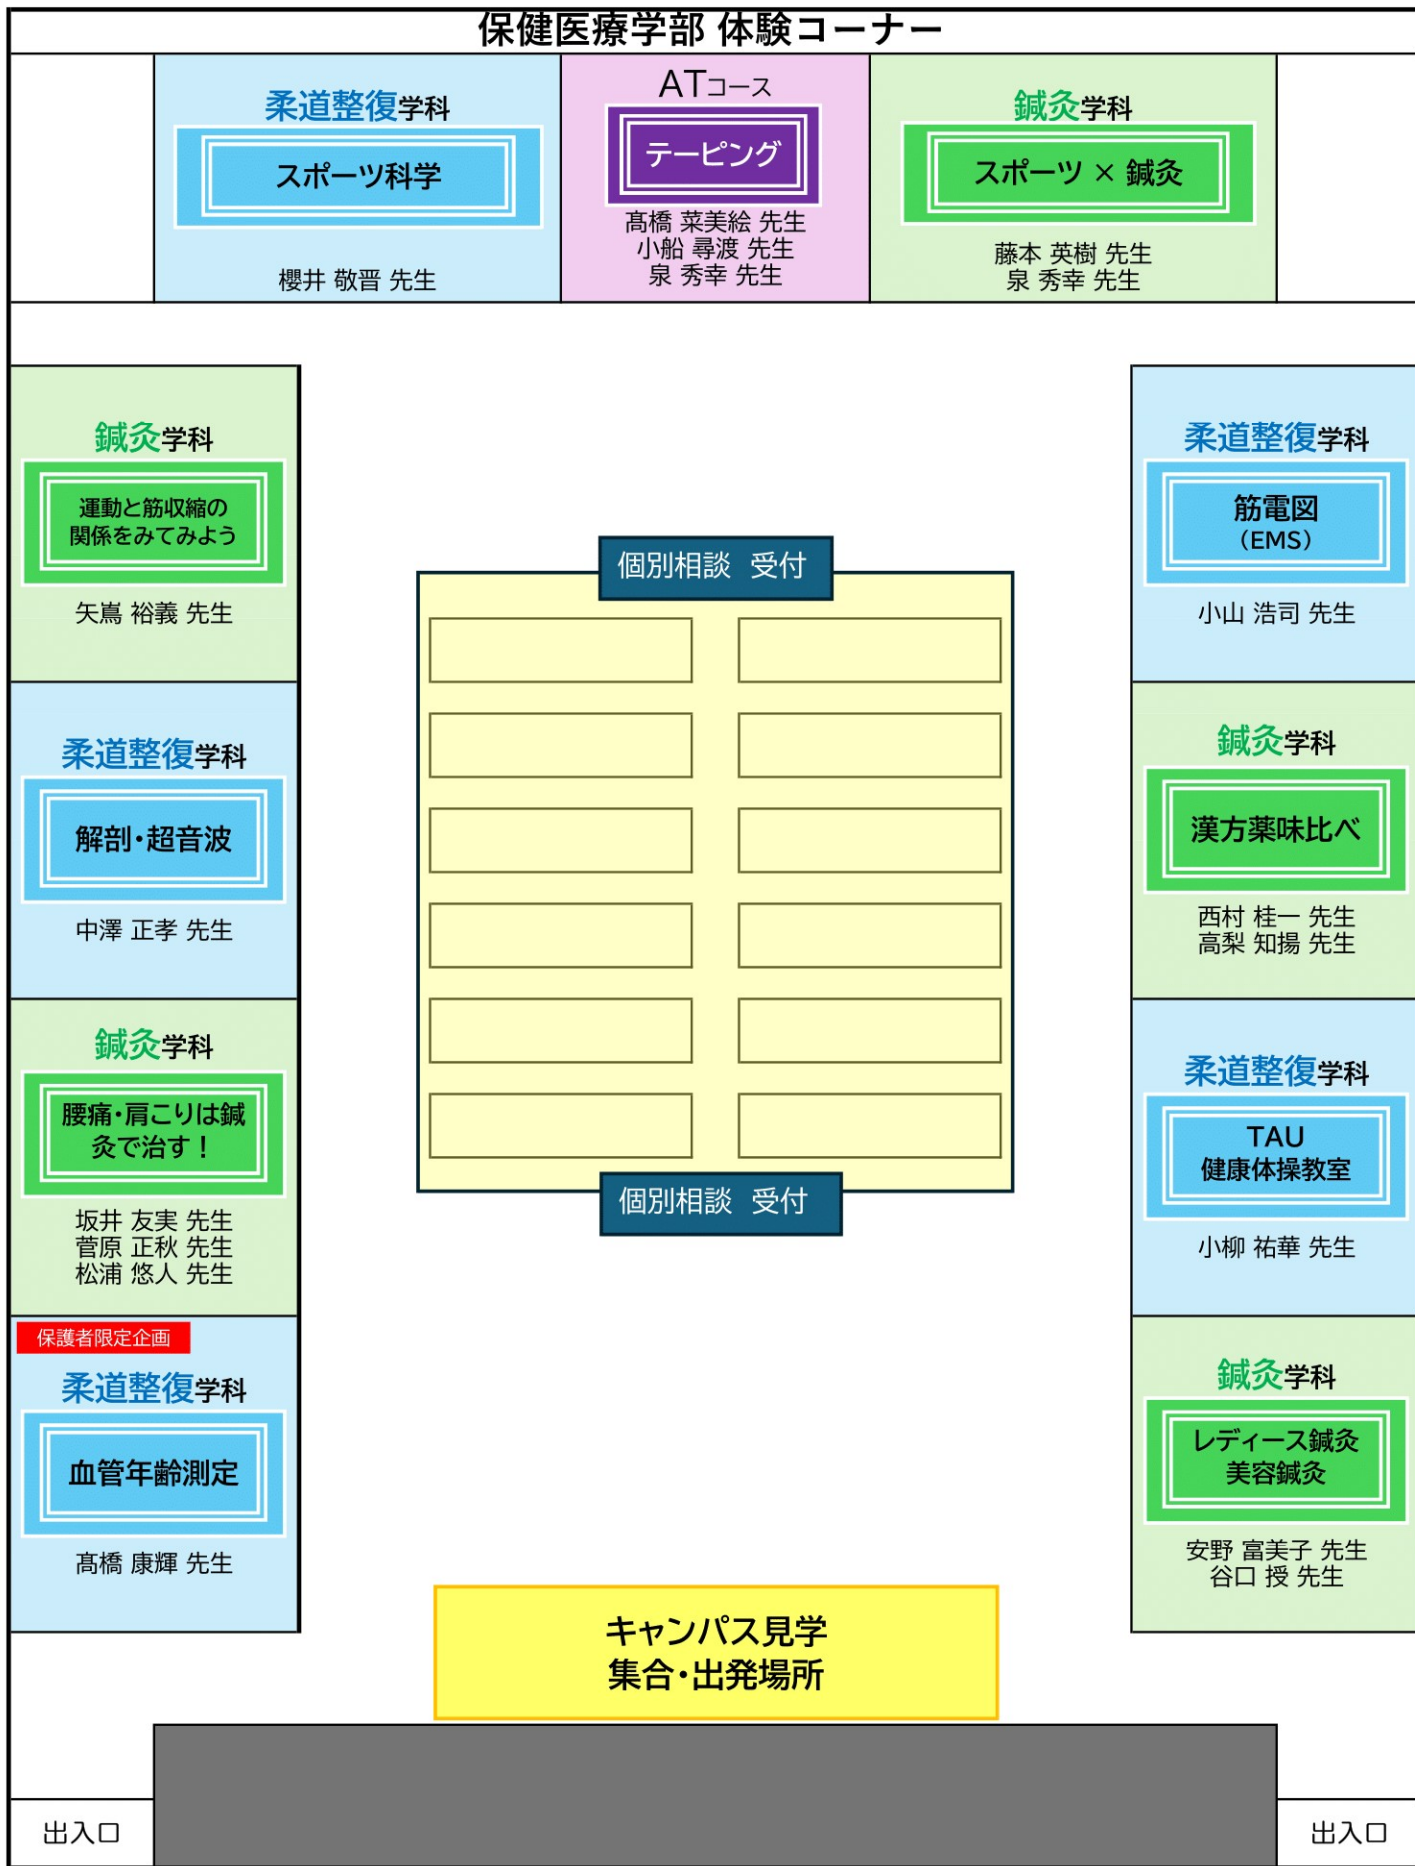 保健医療学部 体験コーナー
柔道整復学科
スポーツ科学
櫻井 敬晋 先生
ATコース
テーピング
髙橋 菜美絵 先生
小船 尋渡 先生
泉 秀幸 先生
鍼灸学科
スポーツ × 鍼灸
藤本 英樹 先生
泉 秀幸 先生
鍼灸学科
運動と筋収縮の
関係をみてみよう
矢嶌 裕義 先生
柔道整復学科
解剖・超音波
中澤 正孝 先生
鍼灸学科
腰痛・肩こりは鍼
灸で治す！
坂井 友実 先生
菅原 正秋 先生
松浦 悠人 先生
保護者限定企画
柔道整復学科
血管年齢測定
髙橋 康輝 先生
個別相談 受付
個別相談 受付
柔道整復学科
筋電図
（EMS）
小山 浩司 先生
鍼灸学科
漢方薬味比べ
西村 桂一 先生
高梨 知揚 先生
柔道整復学科
TAU
健康体操教室
小柳 祐華 先生
鍼灸学科
レディース鍼灸
美容鍼灸
安野 富美子 先生
谷口 授 先生
キャンパス見学
集合・出発場所
出入口
出入口